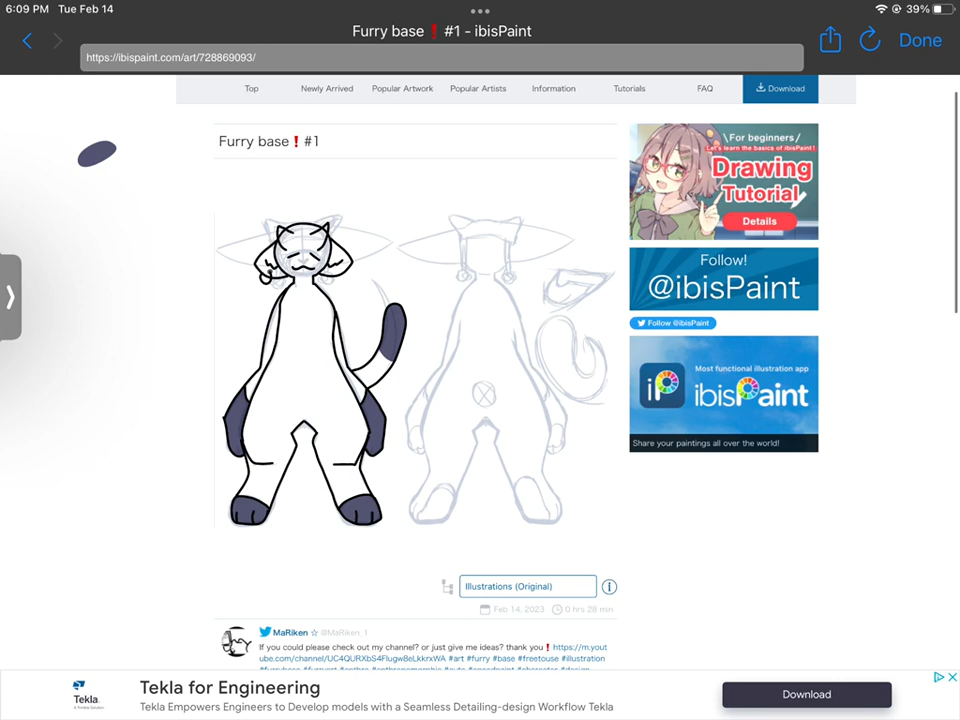 6:09 PM Tue Feb 14
39%
Furry base❗#1 - ibisPaint
https://ibispaint.com/art/728869093/
Done
Top Newly Arrived Popular Artwork Popular Artists Information Tutorials FAQ Download
Furry base❗#1
\For beginners/
Let's learn the basics of ibisPaint!
Drawing
Tutorial
Details
Follow!
@ibisPaint
Follow @ibisPaint
Most functional illustration app
iP ibisPaint
Share your paintings all over the world!
Illustrations (Original)
Feb 14, 2023 0 hrs 28 min
MaRiken ☆ @MaRiken_1
If you could please check out my channel? or just give me ideas? thank you❗https://m.yout
#art #furry #base #freetouse #illustration
Tekla for Engineering
Tekla
Tekla Empowers Engineers to Develop models with a Seamless Detailing-design Workflow Tekla
Download